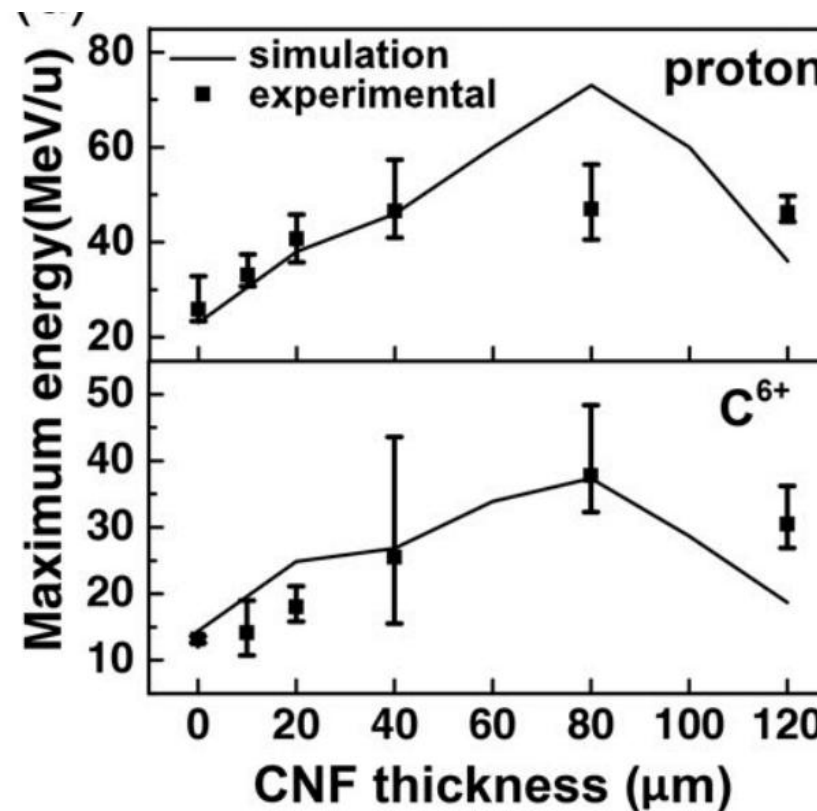 80
60
40
20
simulation
experimental
proton
50
40
30
20
10
C⁶⁺
Maximum energy(MeV/u)
0 20 40 60 80 100 120
CNF thickness (μm)